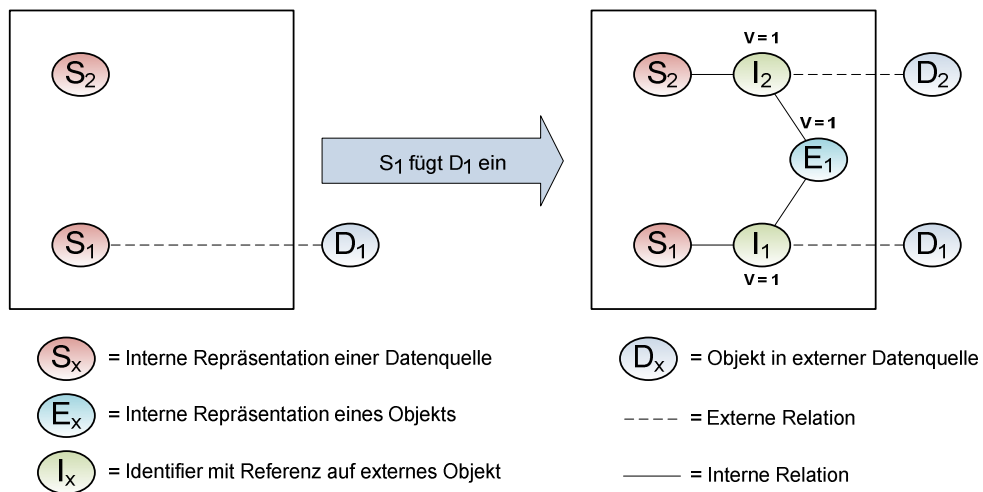 S₂
S₁
D₁
S₁ fügt D₁ ein
V = 1
S₂
I₂
D₂
V = 1
E₁
S₁
I₁
D₁
V = 1
Sₓ = Interne Repräsentation einer Datenquelle
Eₓ = Interne Repräsentation eines Objekts
Iₓ = Identifier mit Referenz auf externes Objekt
Dₓ = Objekt in externer Datenquelle
= Externe Relation
= Interne Relation